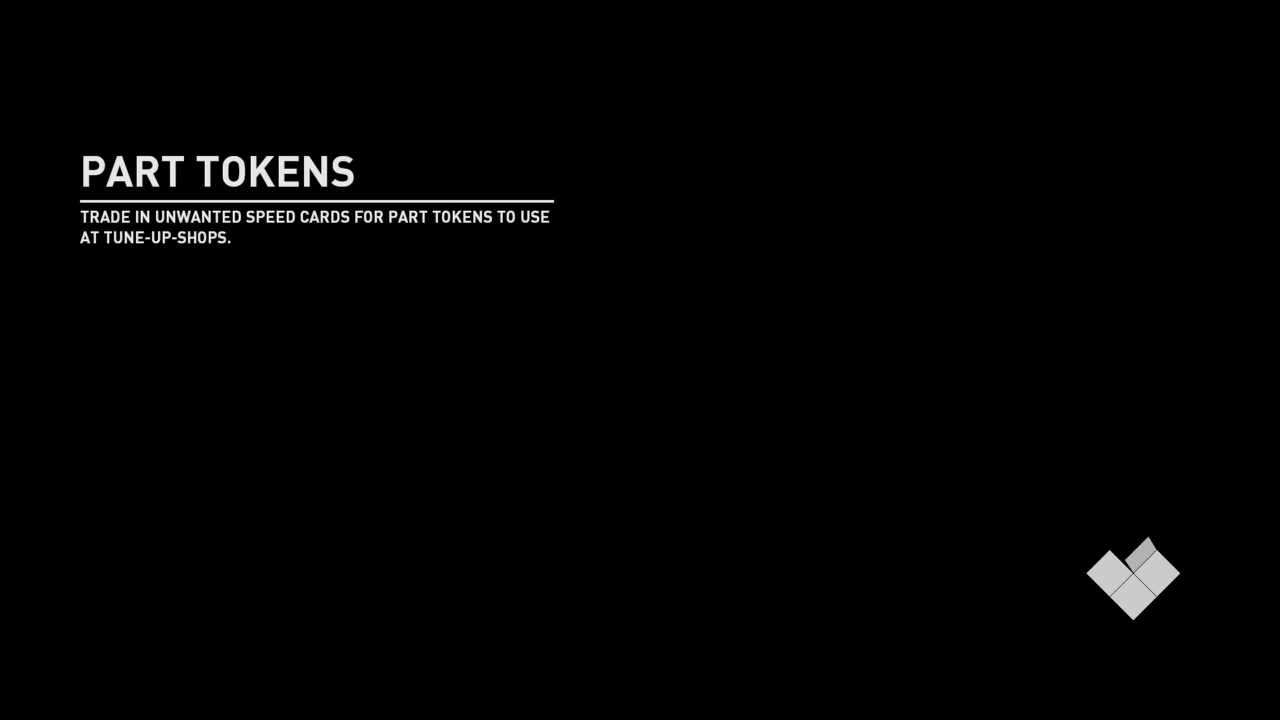 PART TOKENS
TRADE IN UNWANTED SPEED CARDS FOR PART TOKENS TO USE
AT TUNE-UP-SHOPS.